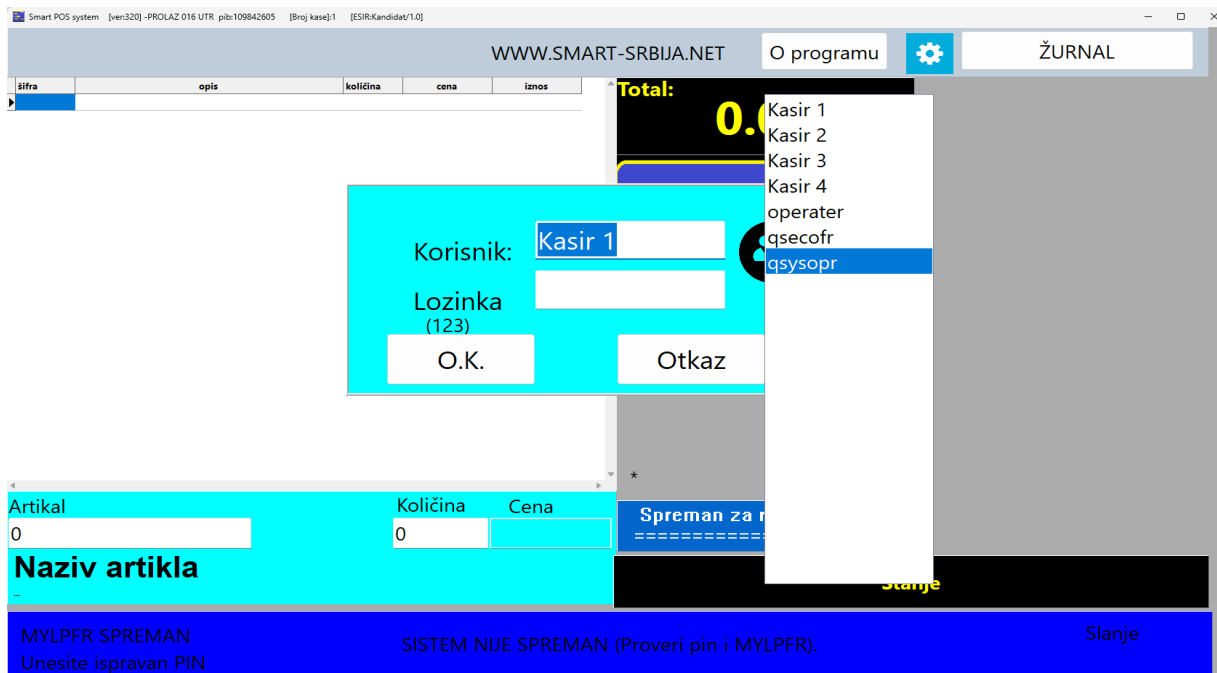 Smart POS system [ver:320] -PROLAZ 016 UTR pib:109842605 [Broj kase]:1 [ESIR:Kandidat/1.0]
WWW.SMART-SRBIJA.NET O programu ŽURNAL
šifra opis količina cena iznos
Total:
0.
Kasir 1
Kasir 2
Kasir 3
Kasir 4
operater
qsecofr
qsysopr
Korisnik: Kasir 1
Lozinka
(123)
O.K. Otkaz
*
Artikal Količina Cena
0 0
Spreman za
============
Naziv artikla
...
Stanje
MYLPFR SPREMAN
Unesite ispravan PIN
SISTEM NIJE SPREMAN (Proveri pin i MYLPFR).
Slanje